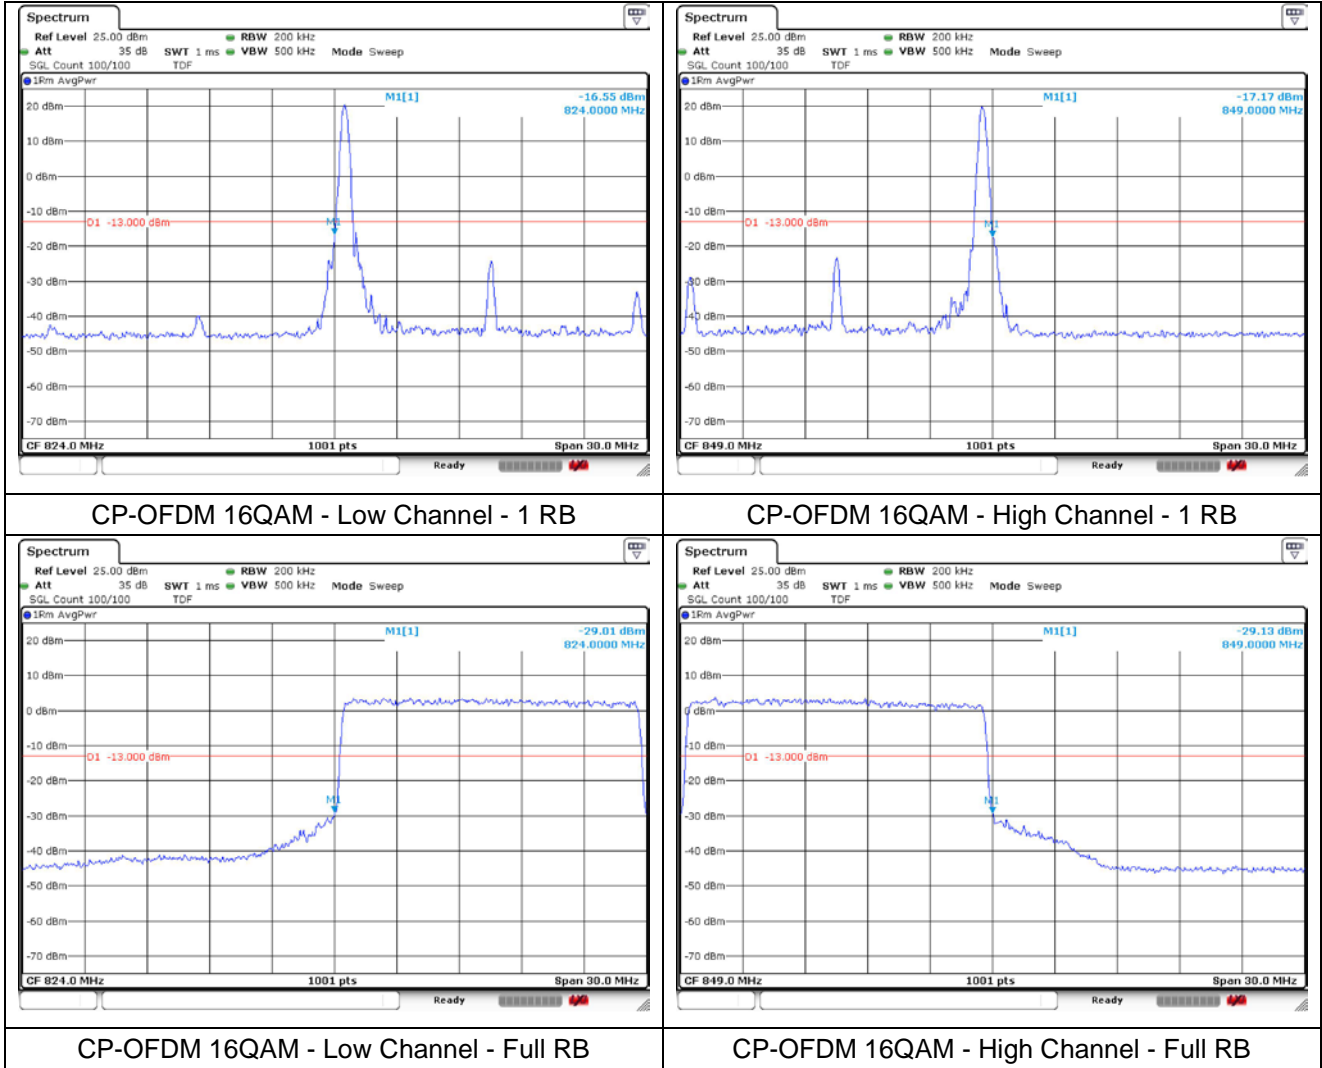 Spectrum
Ref Level 25.00 dBm RBW 200 kHz
Att 35 dB SWT 1 ms VBW 500 kHz Mode Sweep
SGL Count 100/100 TDF
1Rm AvgPwr
M1[1] -16.55 dBm
824.0000 MHz
20 dBm
10 dBm
0 dBm
-10 dBm
D1 -13.000 dBm
M1
-20 dBm
-30 dBm
-40 dBm
-50 dBm
-60 dBm
-70 dBm
CF 824.0 MHz 1001 pts Span 30.0 MHz
Ready
CP-OFDM 16QAM - Low Channel - 1 RB
Spectrum
Ref Level 25.00 dBm RBW 200 kHz
Att 35 dB SWT 1 ms VBW 500 kHz Mode Sweep
SGL Count 100/100 TDF
1Rm AvgPwr
M1[1] -17.17 dBm
849.0000 MHz
20 dBm
10 dBm
0 dBm
-10 dBm
D1 -13.000 dBm
M1
-20 dBm
-30 dBm
-40 dBm
-50 dBm
-60 dBm
-70 dBm
CF 849.0 MHz 1001 pts Span 30.0 MHz
Ready
CP-OFDM 16QAM - High Channel - 1 RB
Spectrum
Ref Level 25.00 dBm RBW 200 kHz
Att 35 dB SWT 1 ms VBW 500 kHz Mode Sweep
SGL Count 100/100 TDF
1Rm AvgPwr
M1[1] -29.01 dBm
824.0000 MHz
20 dBm
10 dBm
0 dBm
-10 dBm
D1 -13.000 dBm
-20 dBm
M1
-30 dBm
-40 dBm
-50 dBm
-60 dBm
-70 dBm
CF 824.0 MHz 1001 pts Span 30.0 MHz
Ready
CP-OFDM 16QAM - Low Channel - Full RB
Spectrum
Ref Level 25.00 dBm RBW 200 kHz
Att 35 dB SWT 1 ms VBW 500 kHz Mode Sweep
SGL Count 100/100 TDF
1Rm AvgPwr
M1[1] -29.13 dBm
849.0000 MHz
20 dBm
10 dBm
0 dBm
-10 dBm
D1 -13.000 dBm
-20 dBm
M1
-30 dBm
-40 dBm
-50 dBm
-60 dBm
-70 dBm
CF 849.0 MHz 1001 pts Span 30.0 MHz
Ready
CP-OFDM 16QAM - High Channel - Full RB